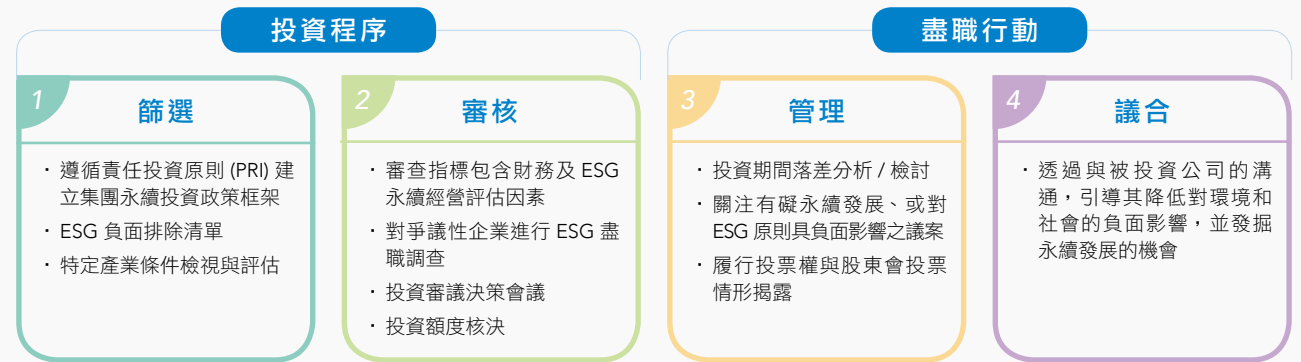 投資程序
盡職行動
1
篩選
・遵循責任投資原則 (PRI) 建
立集團永續投資政策框架
・ESG 負面排除清單
・特定產業條件檢視與評估
2
審核
・審查指標包含財務及 ESG
永續經營評估因素
・對爭議性企業進行 ESG 盡
職調查
・投資審議決策會議
・投資額度核決
3
管理
・投資期間落差分析 / 檢討
・關注有礙永續發展、或對
ESG 原則具負面影響之議案
・履行投票權與股東會投票
情形揭露
4
議合
・透過與被投資公司的溝
通，引導其降低對環境和
社會的負面影響，並發掘
永續發展的機會